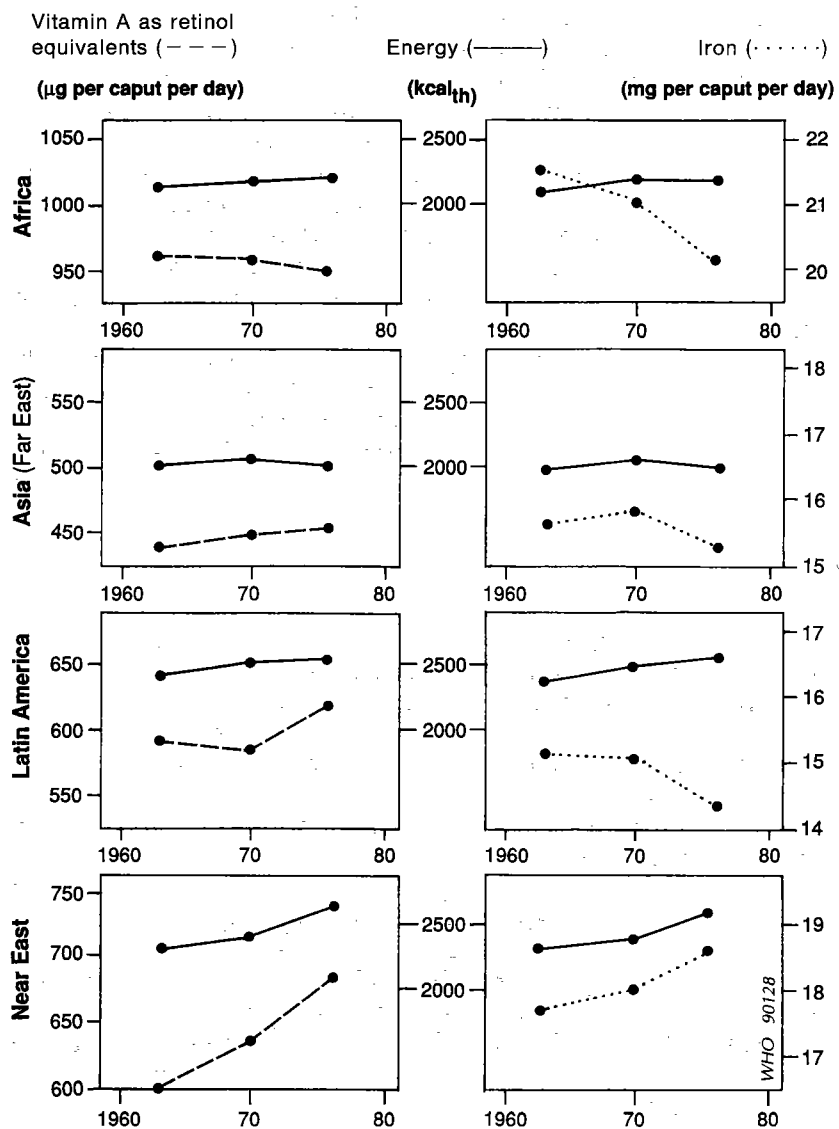 Vitamin A as retinol
equivalents (– – –)
Energy (———)
Iron (· · · · · ·)
(µg per caput per day)
(kcal_th)
(mg per caput per day)
Africa
1050
1000
950
2500
2000
22
21
20
1960 70 80
1960 70 80
Asia (Far East)
550
500
450
2500
2000
18
16
16
15
1960 70 80
1960 70 80
Latin America
650
600
550
2500
2000
17
16
15
14
1960 70 80
1960 70 80
Near East
750
700
650
600
2500
2000
19
18
17
1960 70 80
1960 70 80
WHO 90128